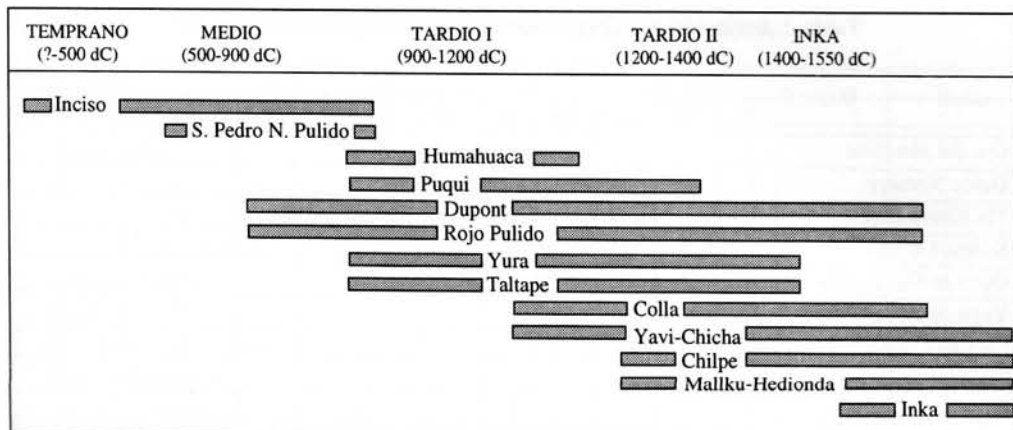 TEMPRANO MEDIO TARDIO I TARDIO II INKA
(?-500 dC) (500-900 dC) (900-1200 dC) (1200-1400 dC) (1400-1550 dC)
Inciso
S. Pedro N. Pulido
Humahuaca
Puqui
Dupont
Rojo Pulido
Yura
Taltape
Colla
Yavi-Chicha
Chilpe
Mallku-Hedionda
Inka